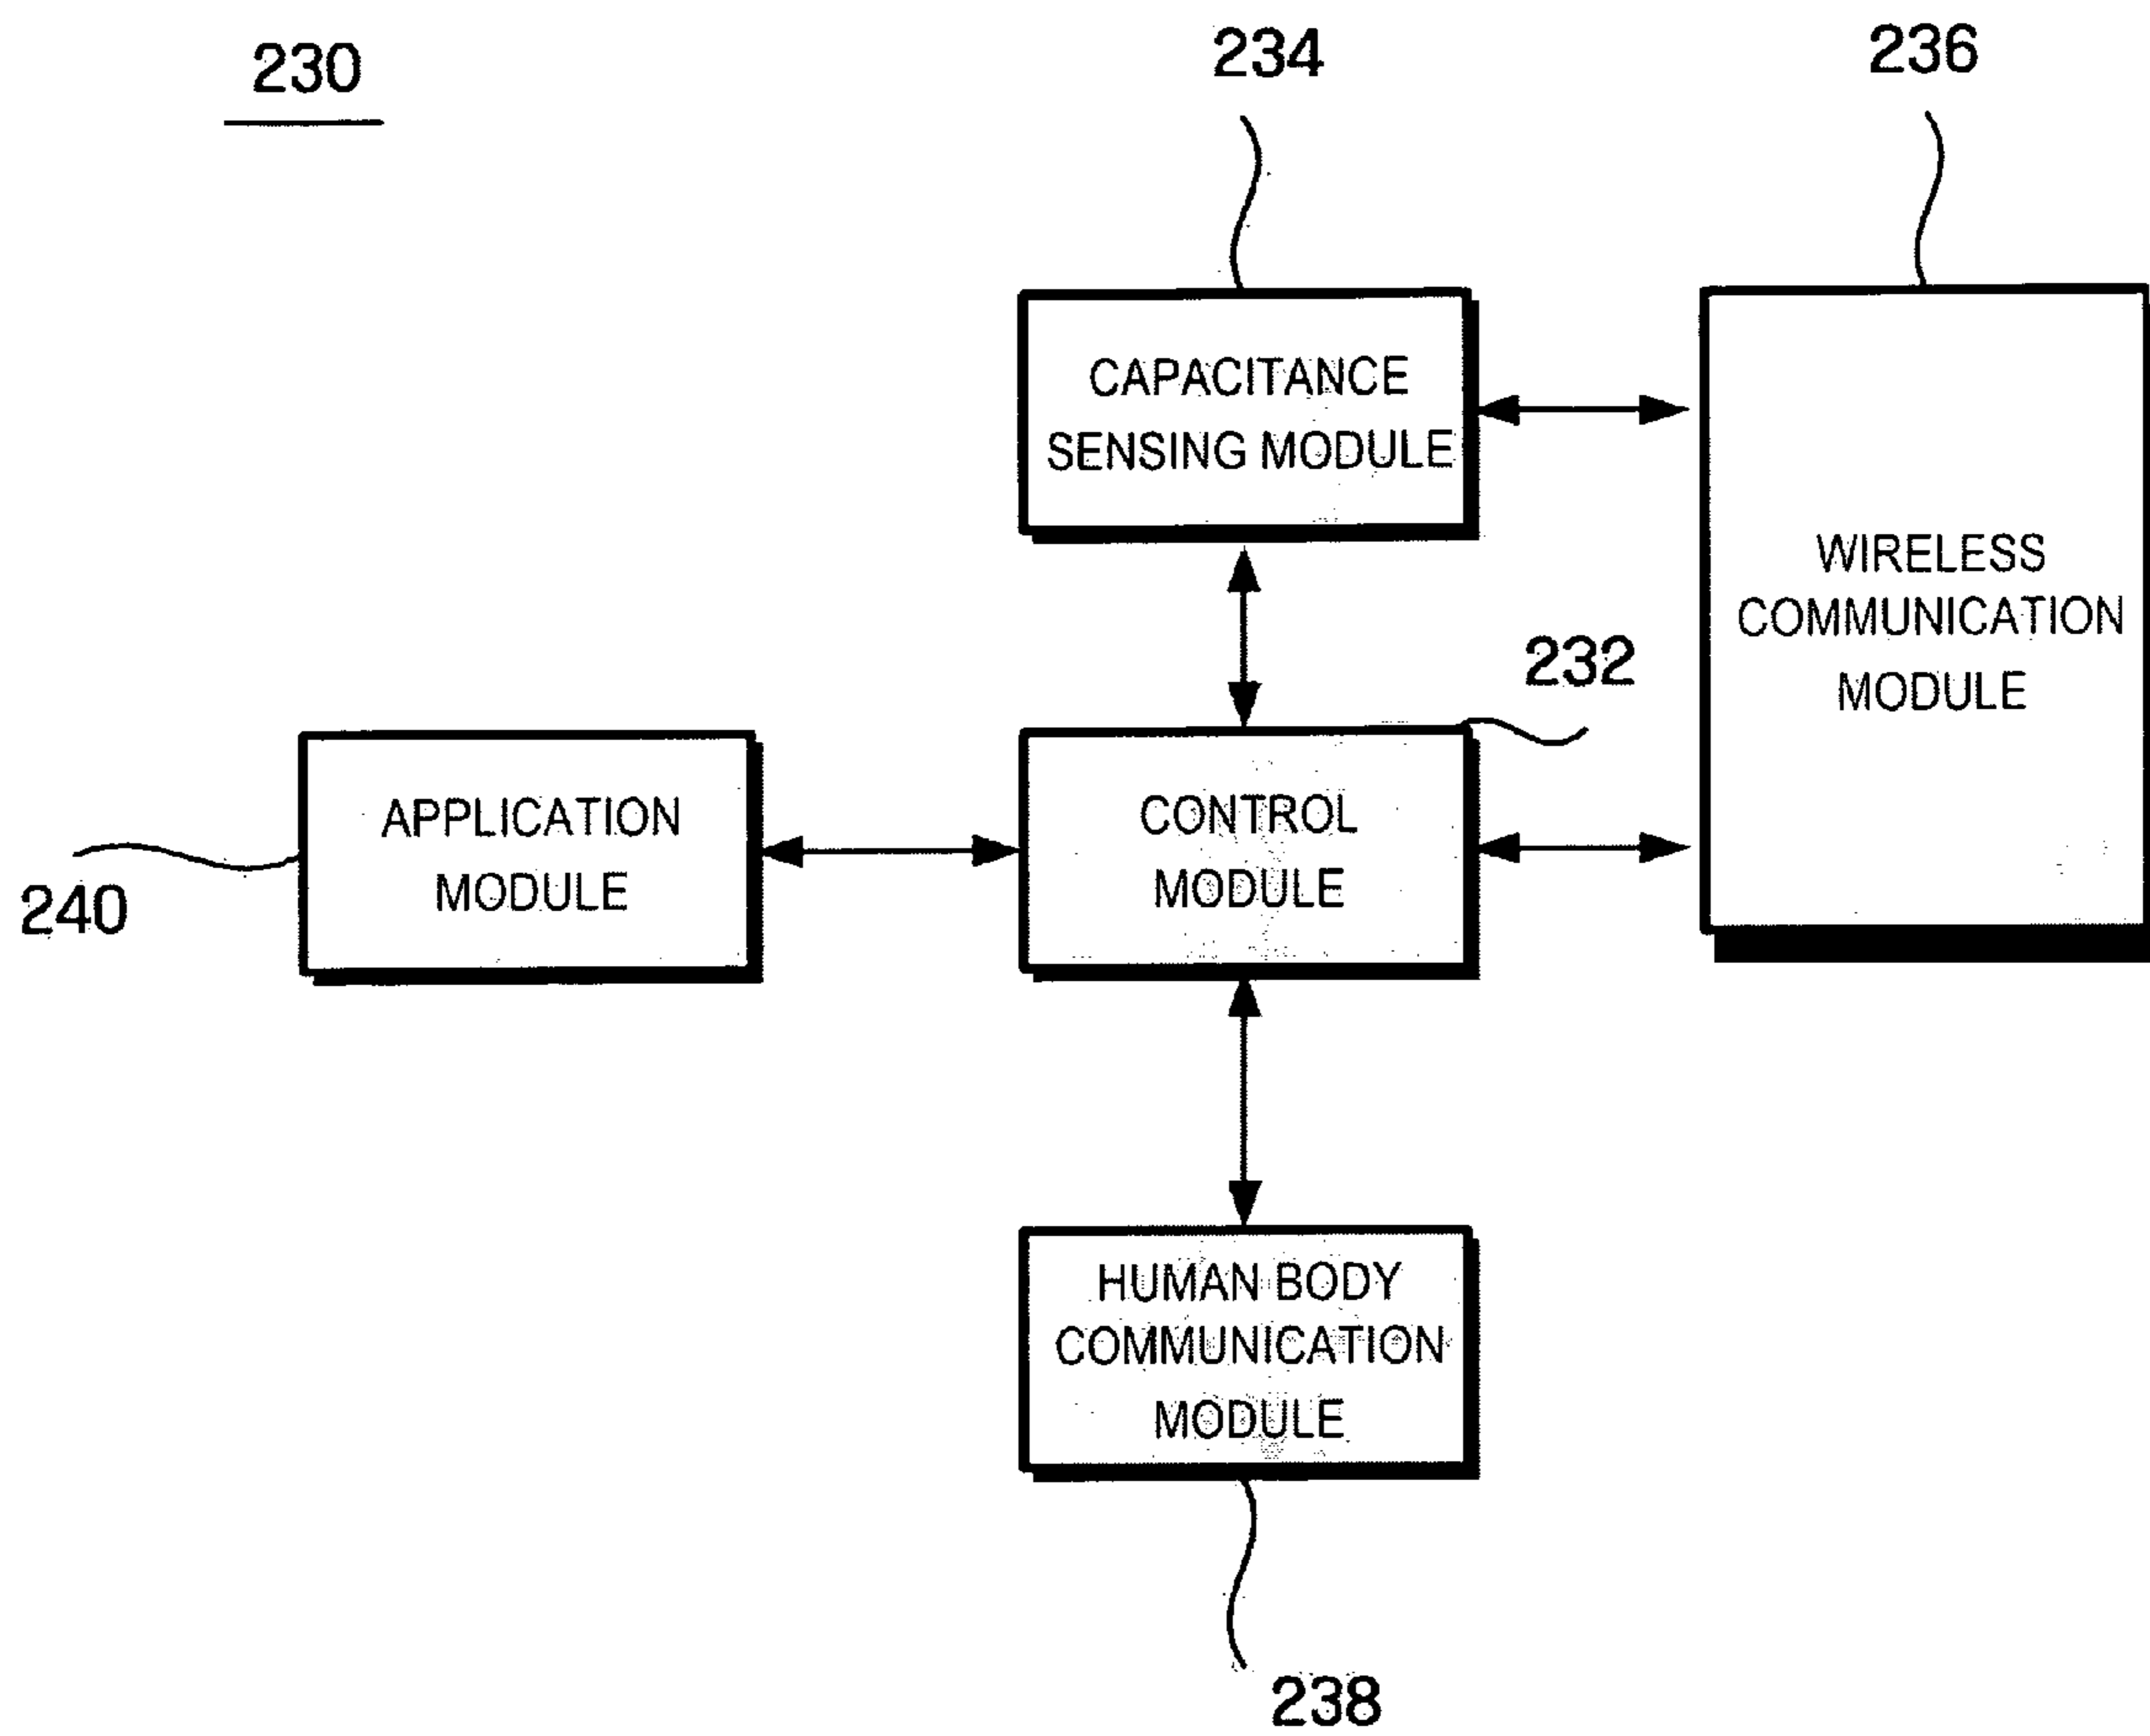 230
234
236
CAPACITANCE
SENSING MODULE
WIRELESS
COMMUNICATION
MODULE
232
APPLICATION
MODULE
CONTROL
MODULE
240
HUMAN BODY
COMMUNICATION
MODULE
238